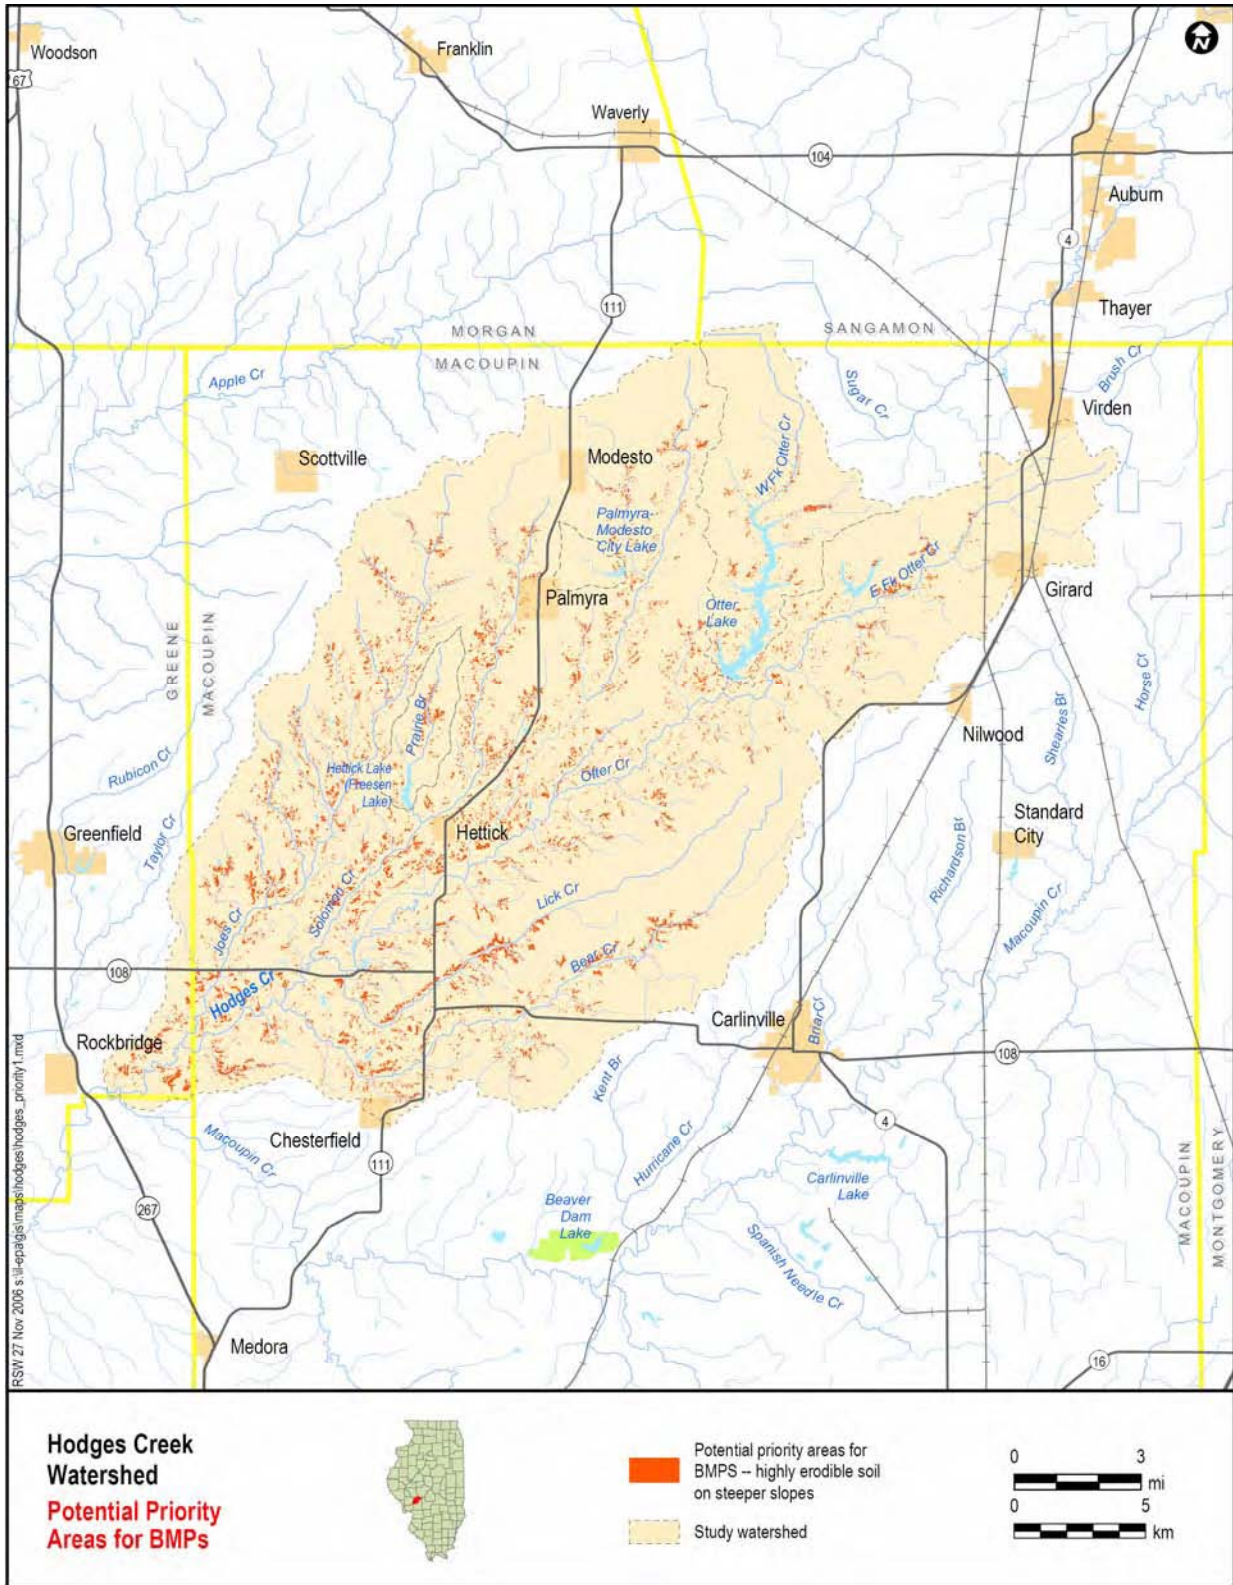 N
Woodson
67
Franklin
Waverly
104
Auburn
4
111
Thayer
MORGAN
SANGAMON
MACOUPIN
Apple Cr
Sugar Cr
Brush Cr
Virden
Scottville
Modesto
W Fk Otter Cr
Palmyra-
Modesto
City Lake
E Fk Otter Cr
Palmyra
Otter
Lake
Girard
GREENE
MACOUPIN
Horse Cr
Prairie Br
Nilwood
Shearles Br
Rubicon Cr
Hettick Lake
(Freesen
Lake)
Otter Cr
Greenfield
Taylor Cr
Hettick
Standard
City
Richardson Br
Lick Cr
Solomon Cr
Joes Cr
Macoupin Cr
Bear Cr
108
Hodges Cr
Carlinville
Briar Cr
Rockbridge
108
Kent Br
Chesterfield
Macoupin Cr
111
4
Hurricane Cr
Carlinville
Lake
MACOUPIN
MONTGOMERY
267
Beaver
Dam
Lake
Spanish Needle Cr
Medora
16
RSW 27 Nov 2006 s:\il-epa\gis\maps\hodges\hodges_priority1.mxd
Hodges Creek
Watershed
Potential Priority
Areas for BMPs
Potential priority areas for
BMPS -- highly erodible soil
on steeper slopes
Study watershed
0 3
mi
0 5
km